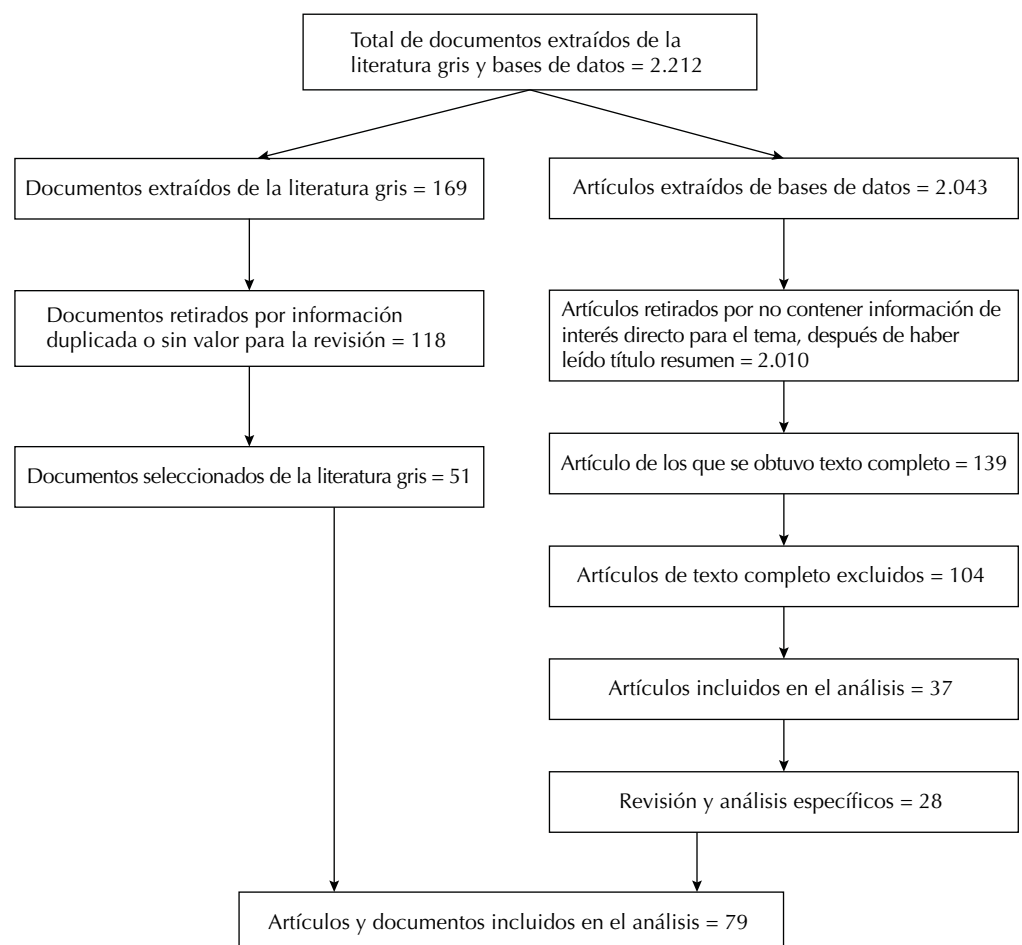 Total de documentos extraídos de la
literatura gris y bases de datos = 2.212
Documentos extraídos de la literatura gris = 169
Artículos extraídos de bases de datos = 2.043
Documentos retirados por información
duplicada o sin valor para la revisión = 118
Artículos retirados por no contener información de
interés directo para el tema, después de haber
leído título resumen = 2.010
Documentos seleccionados de la literatura gris = 51
Artículo de los que se obtuvo texto completo = 139
Artículos de texto completo excluidos = 104
Artículos incluidos en el análisis = 37
Revisión y análisis específicos = 28
Artículos y documentos incluidos en el análisis = 79